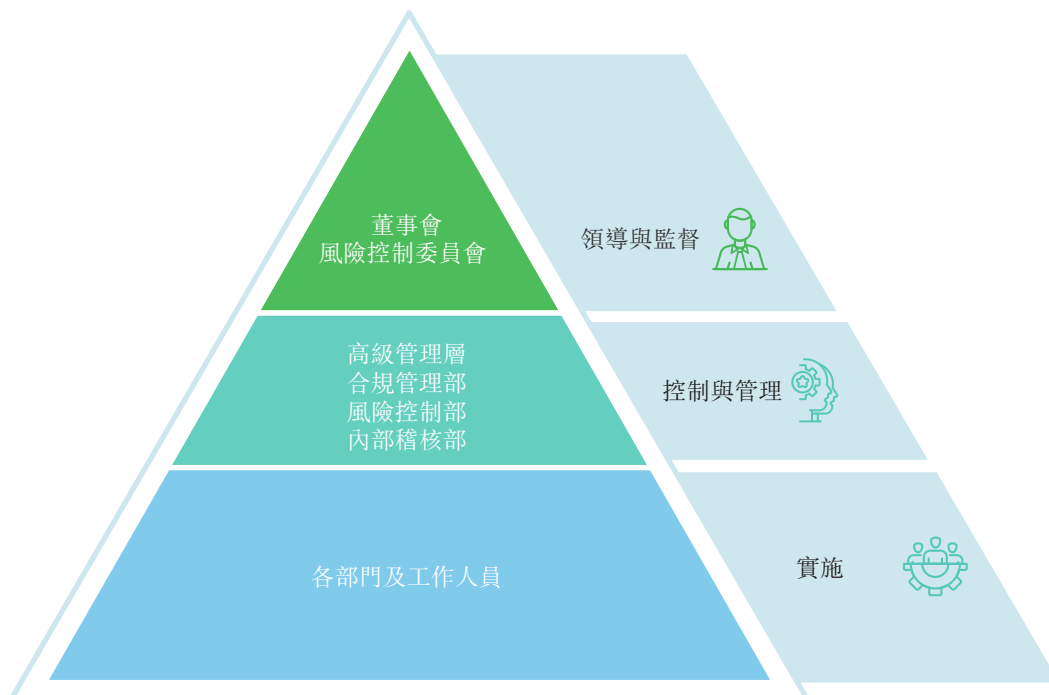 董事會
風險控制委員會
領導與監督
高級管理層
合規管理部
風險控制部
內部稽核部
控制與管理
各部門及工作人員
實施